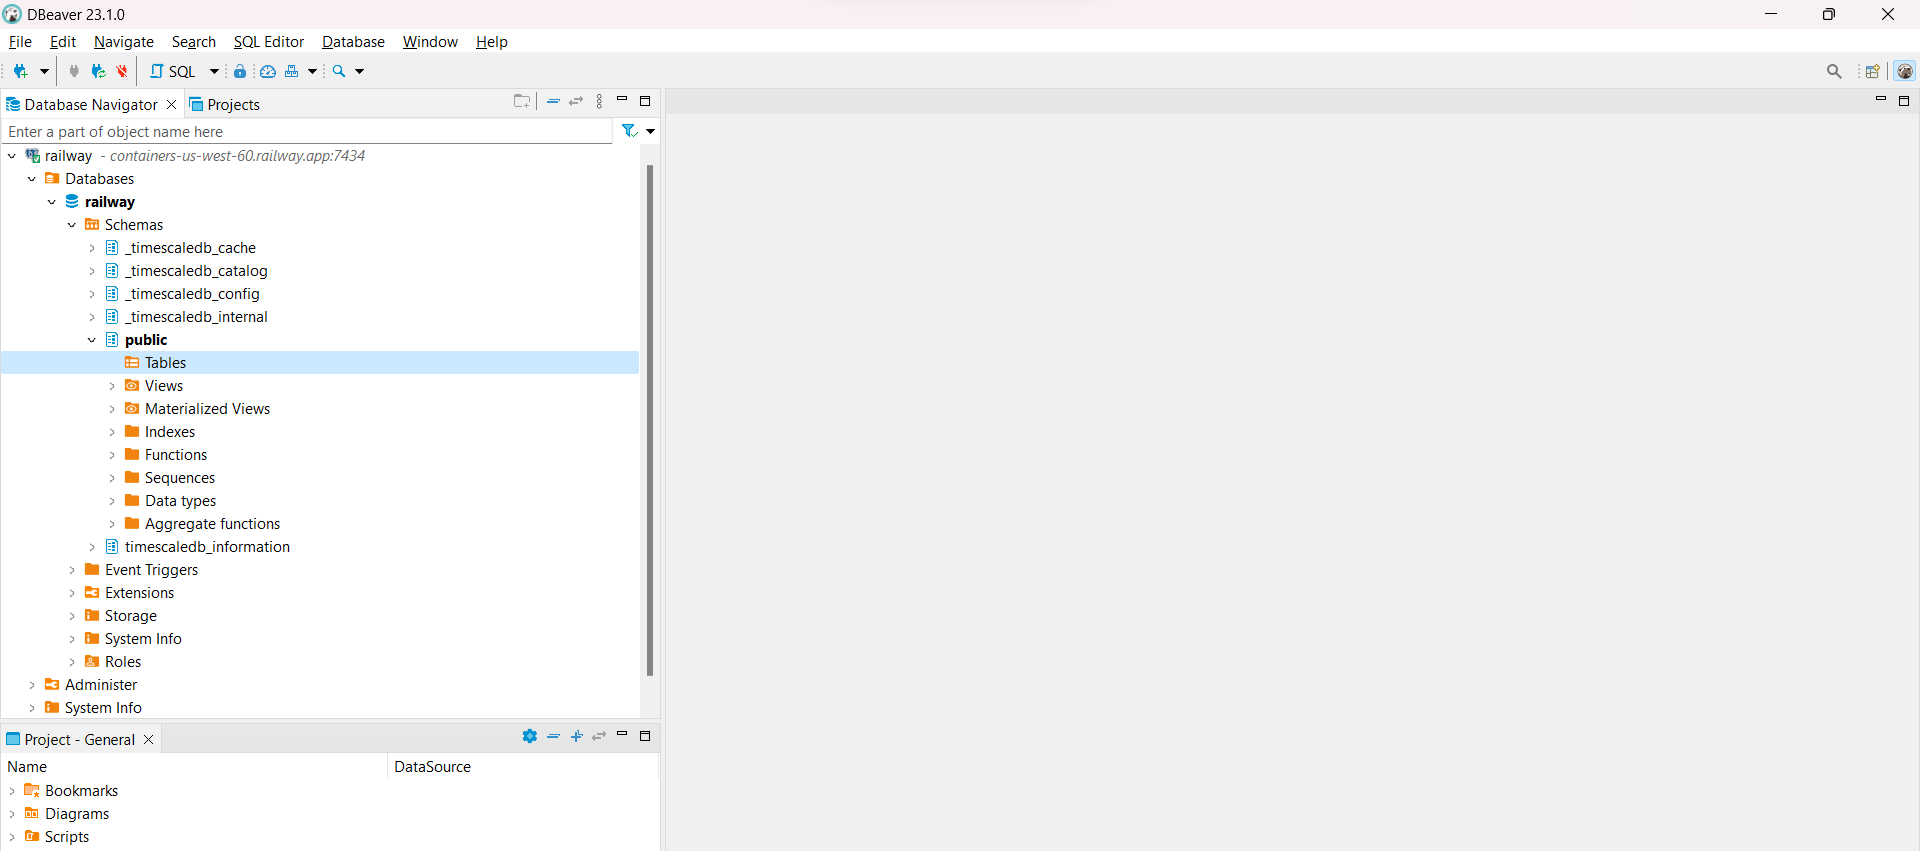 DBeaver 23.1.0
File Edit Navigate Search SQL Editor Database Window Help
SQL
Database Navigator Projects
Enter a part of object name here
railway - containers-us-west-60.railway.app:7434
Databases
railway
Schemas
_timescaledb_cache
_timescaledb_catalog
_timescaledb_config
_timescaledb_internal
public
Tables
Views
Materialized Views
Indexes
Functions
Sequences
Data types
Aggregate functions
timescaledb_information
Event Triggers
Extensions
Storage
System Info
Roles
Administer
System Info
Project - General
Name DataSource
Bookmarks
Diagrams
Scripts